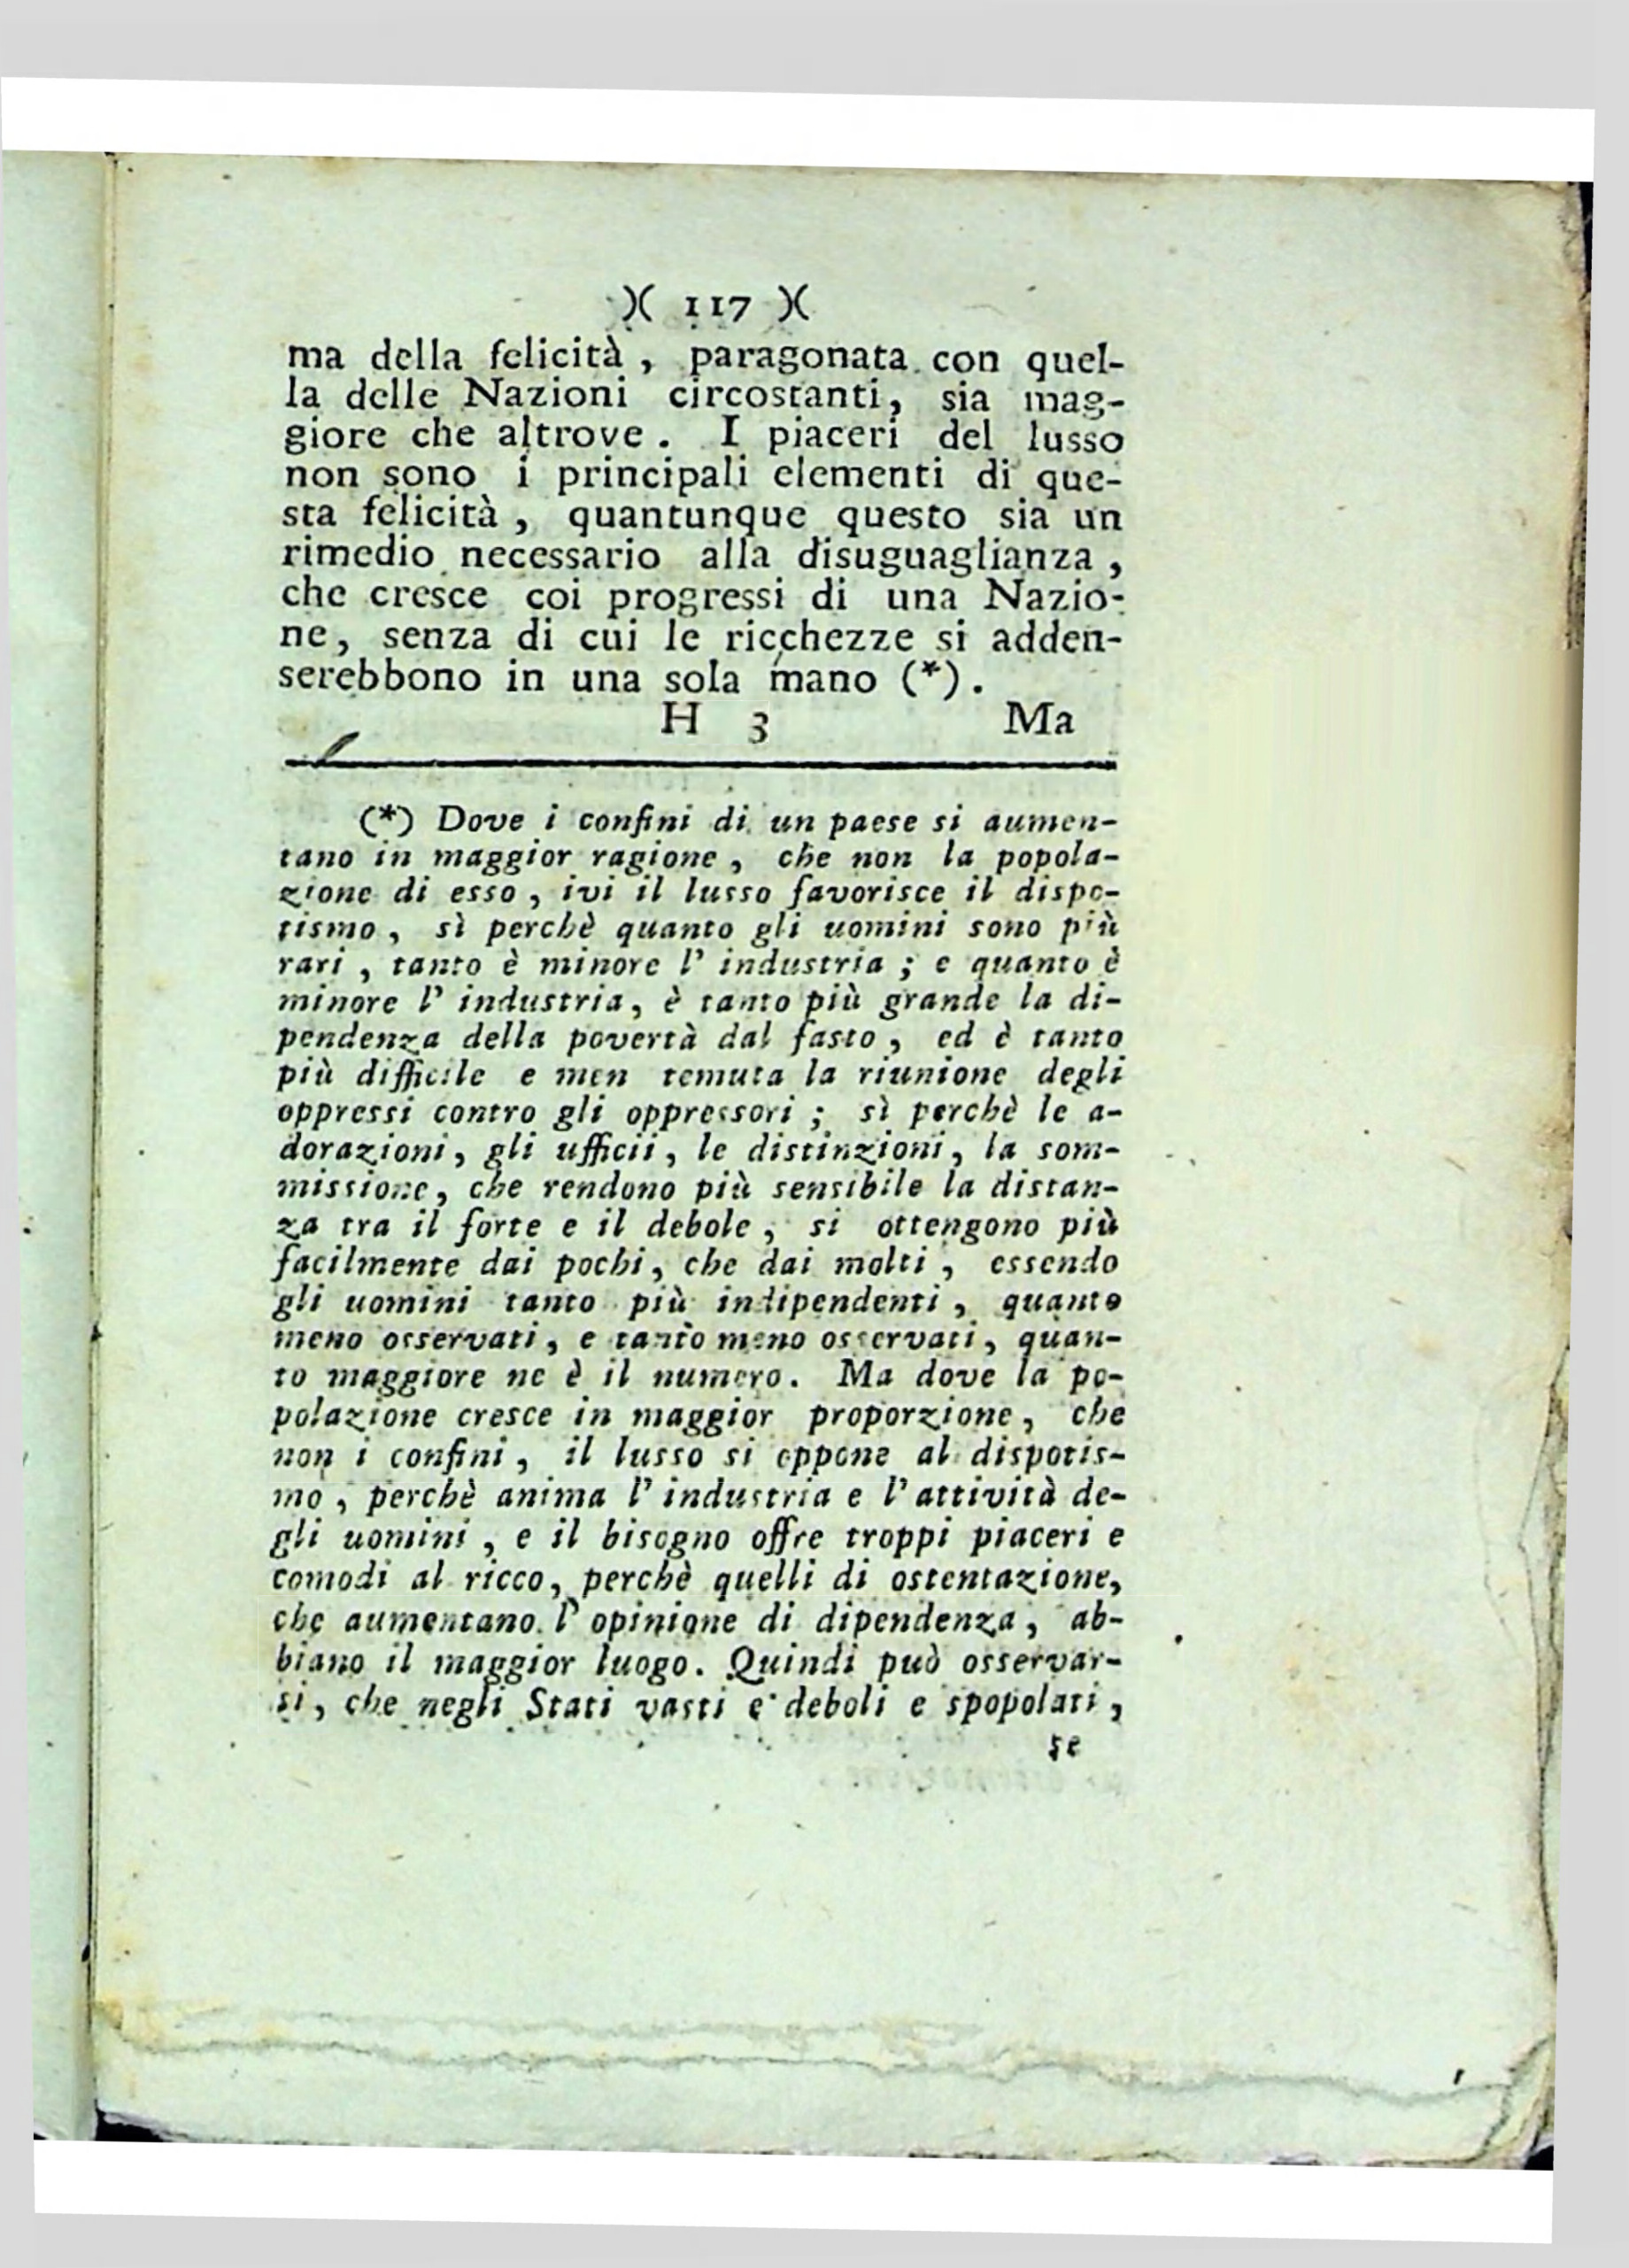 )( 117 )(
ma della felicità , paragonata con quel-
la delle Nazioni circostanti, sia mag-
giore che altrove . I piaceri del lusso
non sono i principali elementi di que-
sta felicità , quantunque questo sia un
rimedio necessario alla disuguaglianza ,
che cresce coi progressi di una Nazio-
ne, senza di cui le ricchezze si adden-
serebbono in una sola mano (*) .
H 3 Ma
(*) Dove i confini di un paese si aumen-
tano in maggior ragione , che non la popola-
zione di esso , ivi il lusso favorisce il dispo-
tismo , sì perchè quanto gli uomini sono più
rari , tanto è minore l' industria ; e quanto è
minore l' industria, è tanto più grande la di-
pendenza della povertà dal fasto , ed è tanto
più difficile e men temuta la riunione degli
oppressi contro gli oppressori ; sì perchè le a-
dorazioni, gli ufficii, le distinzioni, la som-
missione, che rendono più sensibile la distan-
za tra il forte e il debole , si ottengono più
facilmente dai pochi, che dai molti , essendo
gli uomini tanto più indipendenti , quanto
meno osservati, e tanto meno osservati, quan-
to maggiore ne è il numero. Ma dove la po-
polazione cresce in maggior proporzione, che
non i confini, il lusso si oppone al dispotis-
mo , perchè anima l' industria e l' attività de-
gli uomini , e il bisogno offre troppi piaceri e
comodi al ricco, perchè quelli di ostentazione,
che aumentano l' opinione di dipendenza, ab-
biano il maggior luogo. Quindi può osservar-
si, che negli Stati vasti e deboli e spopolati ,
se